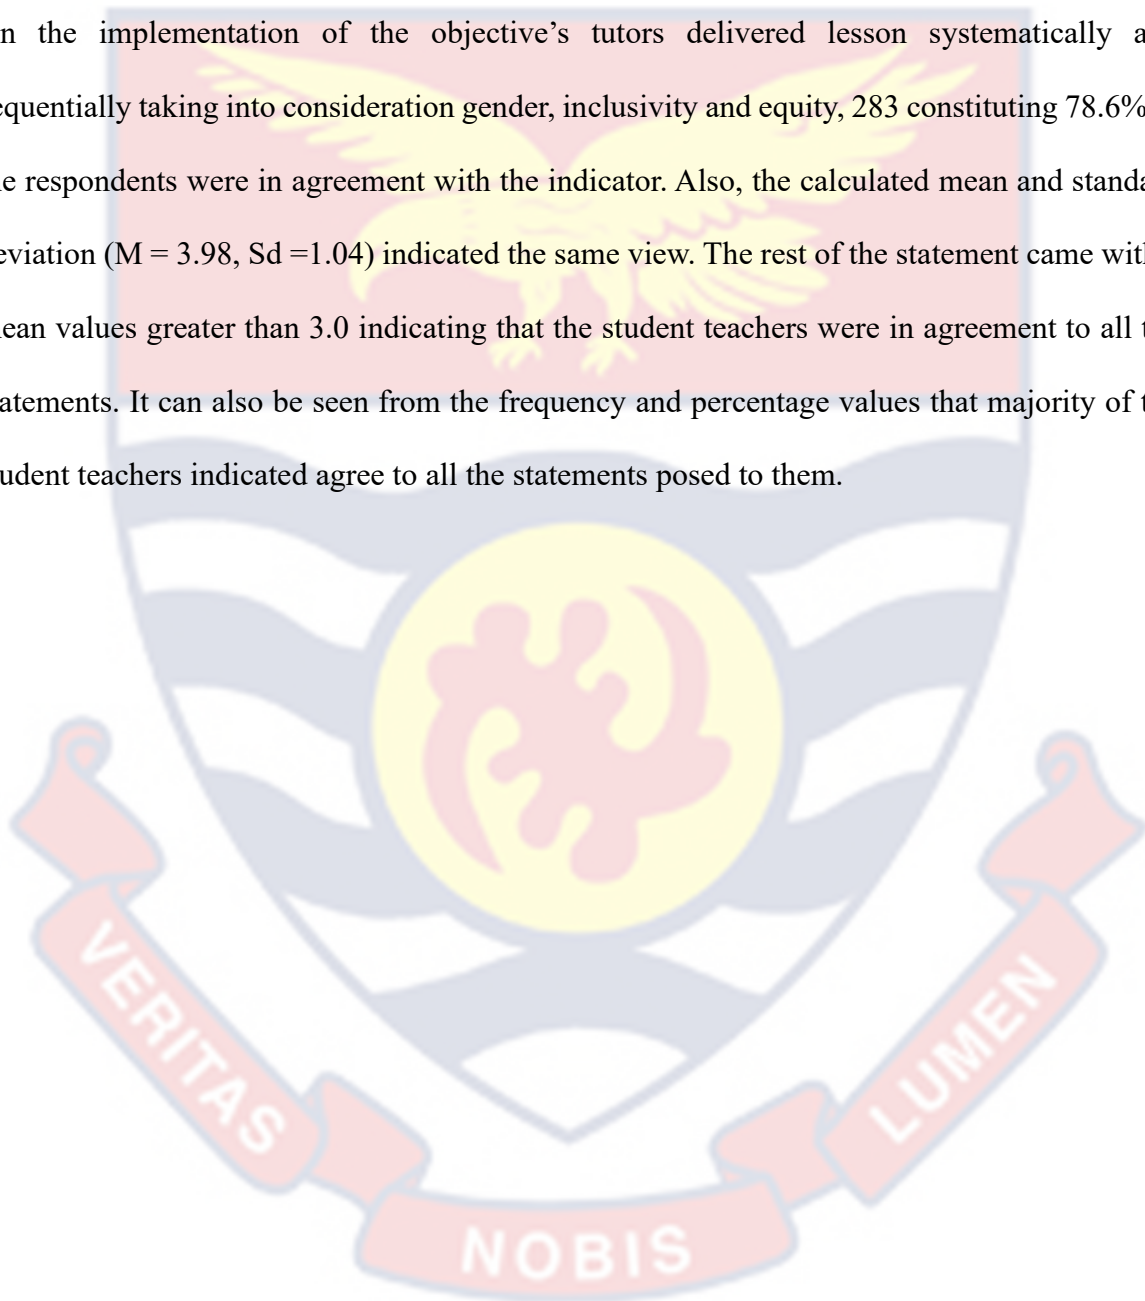 n the implementation of the objective's tutors delivered lesson systematically a
equentially taking into consideration gender, inclusivity and equity, 283 constituting 78.6%
e respondents were in agreement with the indicator. Also, the calculated mean and standa
eviation (M = 3.98, Sd =1.04) indicated the same view. The rest of the statement came with
ean values greater than 3.0 indicating that the student teachers were in agreement to all t
atements. It can also be seen from the frequency and percentage values that majority of t
udent teachers indicated agree to all the statements posed to them.
VERITAS
NOBIS
LUMEN